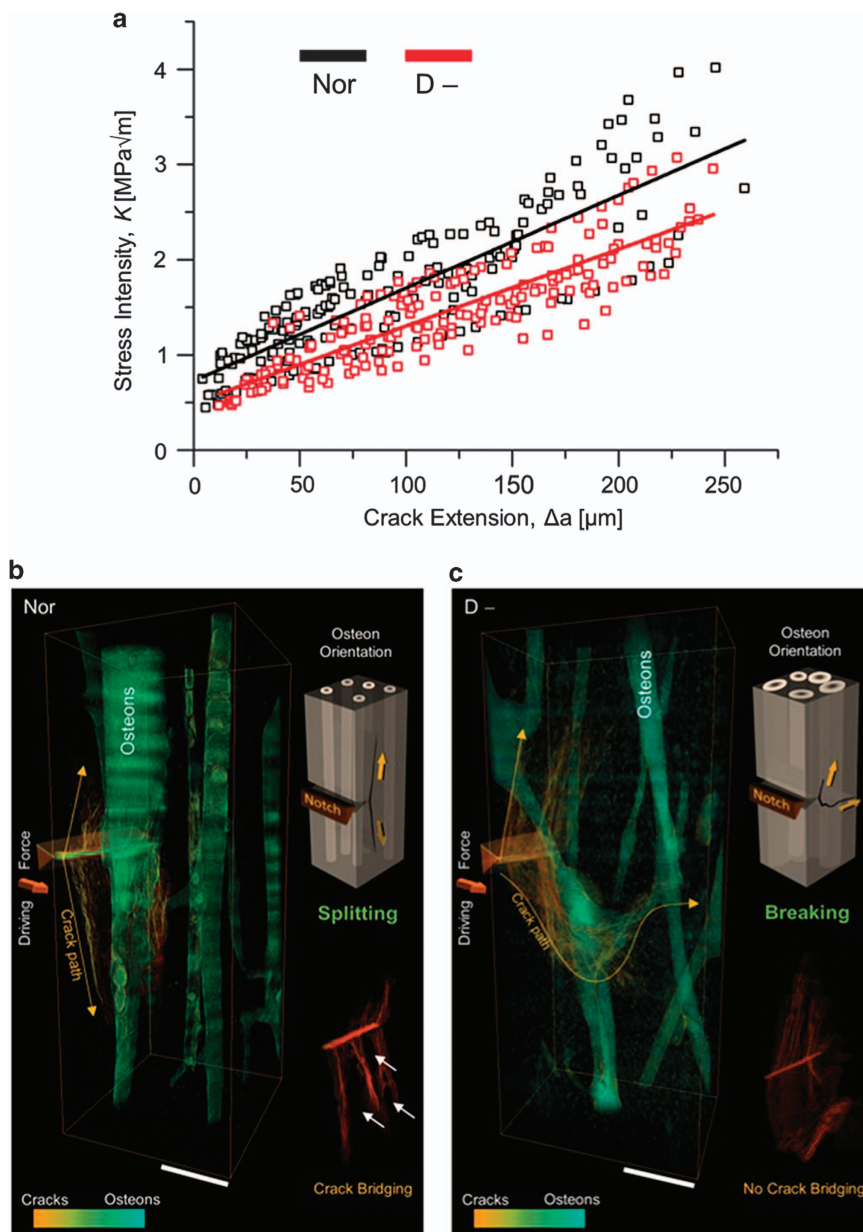 a
Stress Intensity, K [MPa√m]
4
3
2
1
0
Nor
D –
0
50
100
150
200
250
Crack Extension, Δa [µm]
b
Nor
Osteons
Osteon
Orientation
Notch
Driving Force
Crack path
Splitting
Crack Bridging
Cracks
Osteons
c
D –
Osteons
Osteon
Orientation
Notch
Driving Force
Crack path
Breaking
No Crack Bridging
Cracks
Osteons